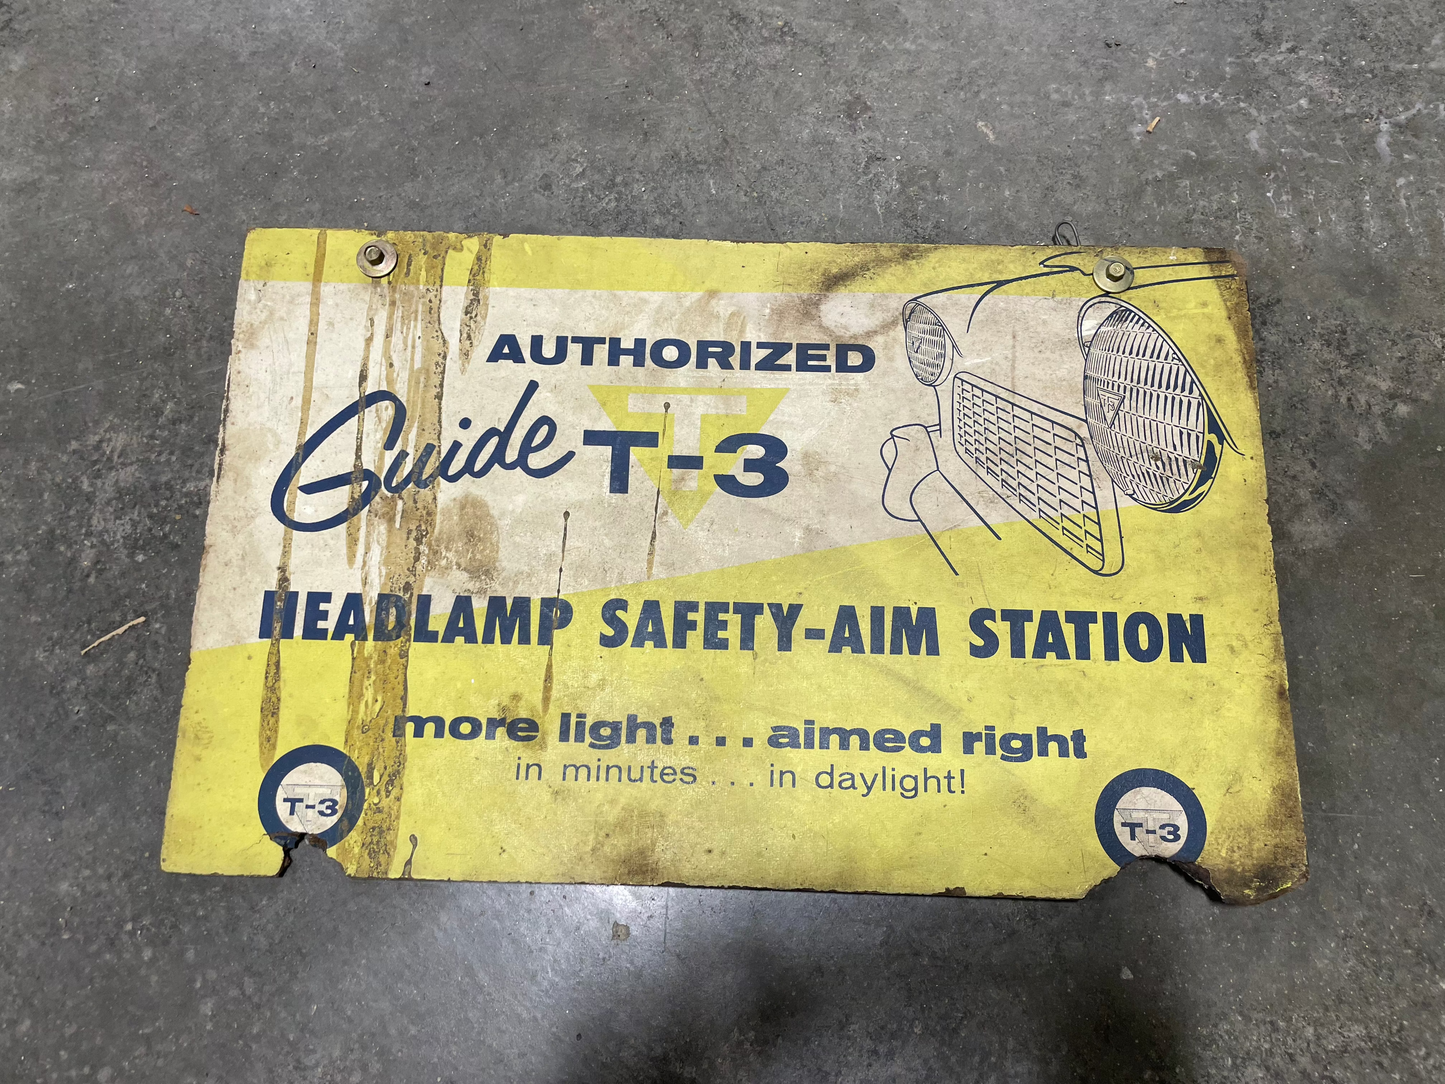 AUTHORIZED
Guide T-3
T
HEADLAMP SAFETY-AIM STATION
more light... aimed right
in minutes... in daylight!
T-3
T-3